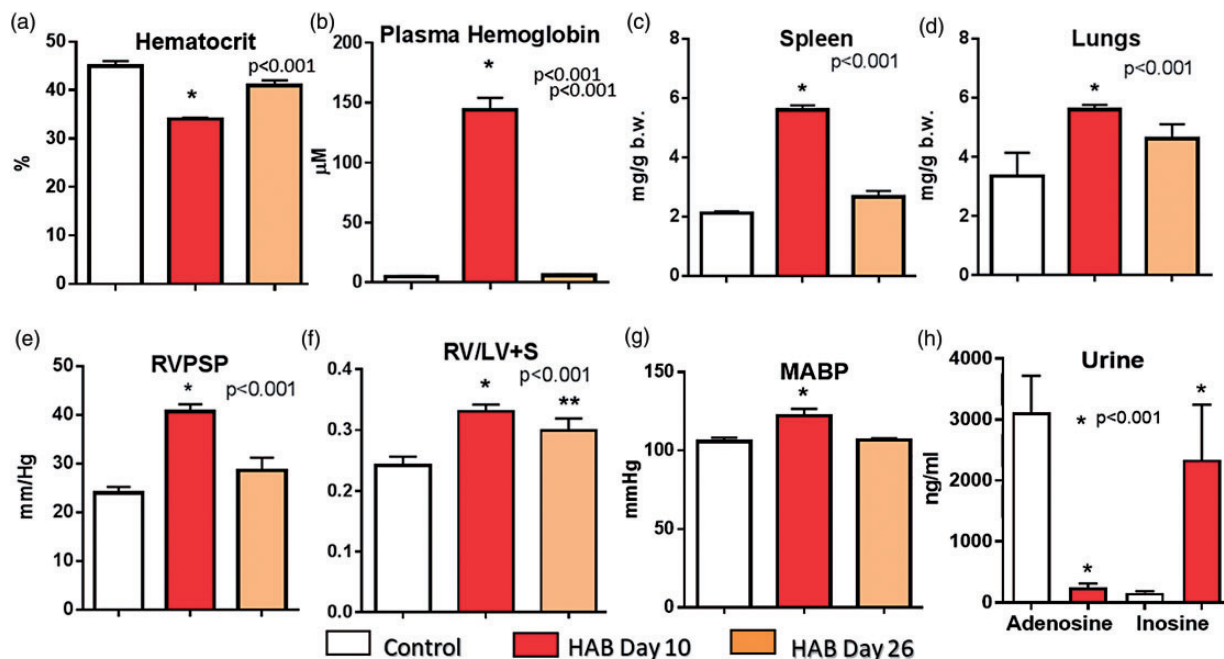 (a)
Hematocrit
p<0.001
50
40
30
20
10
0
%
*
(b)
Plasma Hemoglobin
p<0.001
p<0.001
200
150
100
50
0
µM
*
(c)
Spleen
p<0.001
8
6
4
2
0
mg/g b.w.
*
(d)
Lungs
p<0.001
8
6
4
2
0
mg/g b.w.
*
(e)
RVPSP
p<0.001
50
40
30
20
10
0
mm/Hg
*
(f)
RV/LV+S
p<0.001
0.4
0.3
0.2
0.1
0.0
*
**
(g)
MABP
150
100
50
0
mmHg
*
(h)
Urine
* p<0.001
4000
3000
2000
1000
0
ng/ml
*
*
Adenosine Inosine
Control HAB Day 10 HAB Day 26